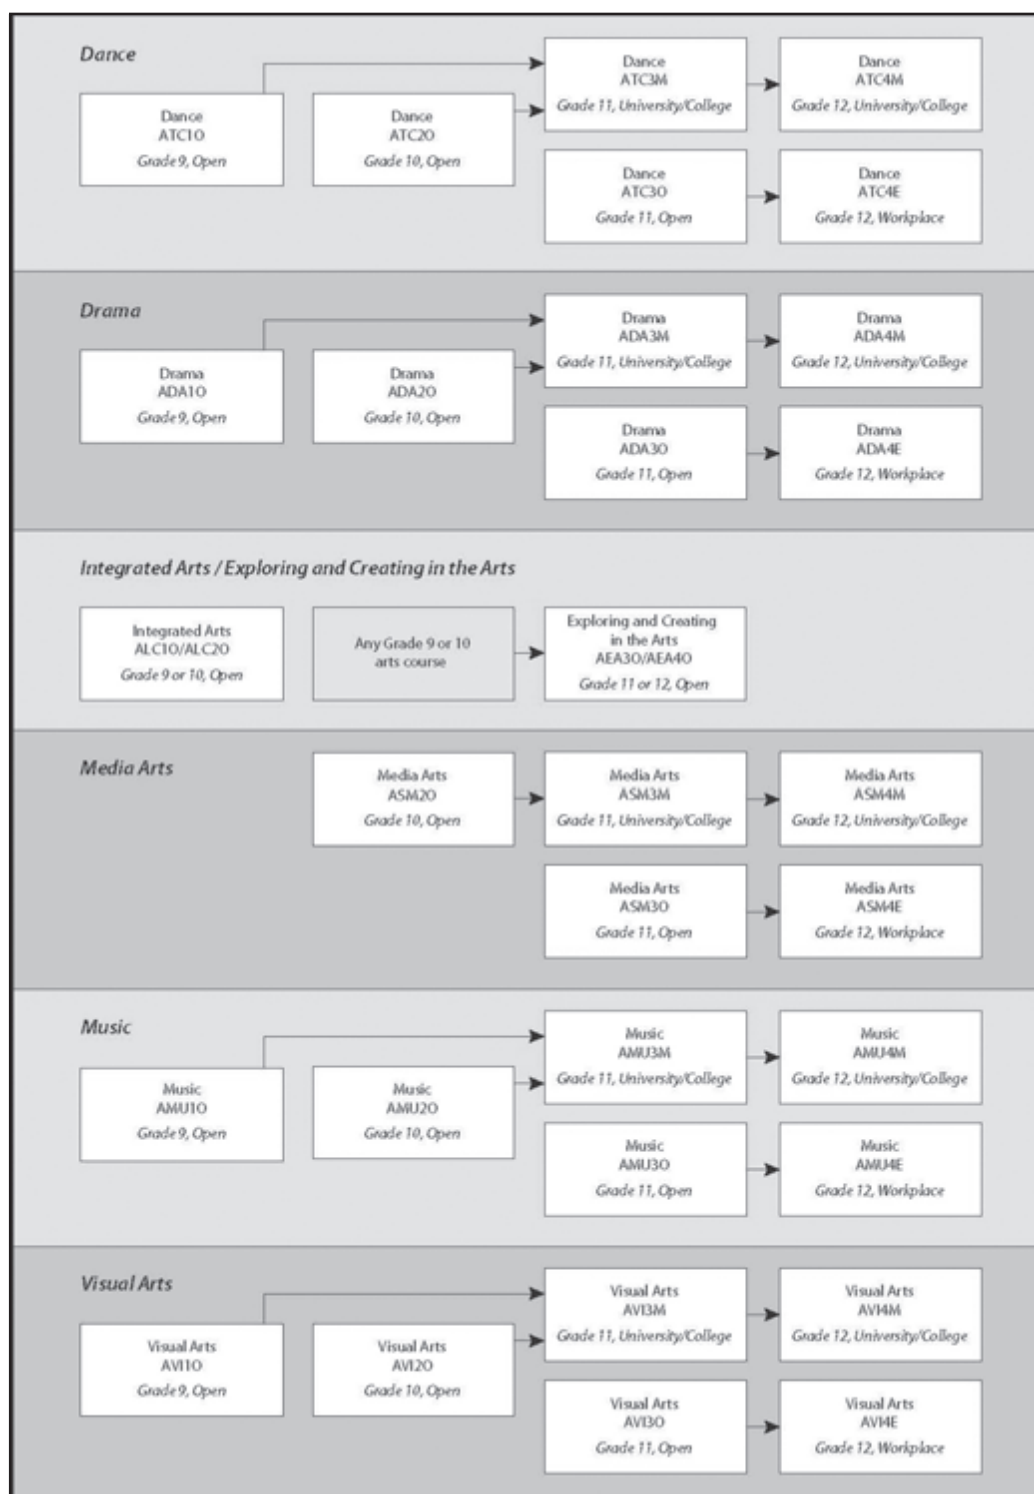 Dance
Dance
ATC1O
Grade 9, Open
Dance
ATC2O
Grade 10, Open
Dance
ATC3M
Grade 11, University/College
Dance
ATC4M
Grade 12, University/College
Dance
ATC3O
Grade 11, Open
Dance
ATC4E
Grade 12, Workplace
Drama
Drama
ADA1O
Grade 9, Open
Drama
ADA2O
Grade 10, Open
Drama
ADA3M
Grade 11, University/College
Drama
ADA4M
Grade 12, University/College
Drama
ADA3O
Grade 11, Open
Drama
ADA4E
Grade 12, Workplace
Integrated Arts / Exploring and Creating in the Arts
Integrated Arts
ALC1O/ALC2O
Grade 9 or 10, Open
Any Grade 9 or 10
arts course
Exploring and Creating
in the Arts
AEA3O/AEA4O
Grade 11 or 12, Open
Media Arts
Media Arts
ASM2O
Grade 10, Open
Media Arts
ASM3M
Grade 11, University/College
Media Arts
ASM4M
Grade 12, University/College
Media Arts
ASM3O
Grade 11, Open
Media Arts
ASM4E
Grade 12, Workplace
Music
Music
AMU1O
Grade 9, Open
Music
AMU2O
Grade 10, Open
Music
AMU3M
Grade 11, University/College
Music
AMU4M
Grade 12, University/College
Music
AMU3O
Grade 11, Open
Music
AMU4E
Grade 12, Workplace
Visual Arts
Visual Arts
AVI1O
Grade 9, Open
Visual Arts
AVI2O
Grade 10, Open
Visual Arts
AVI3M
Grade 11, University/College
Visual Arts
AVI4M
Grade 12, University/College
Visual Arts
AVI3O
Grade 11, Open
Visual Arts
AVI4E
Grade 12, Workplace